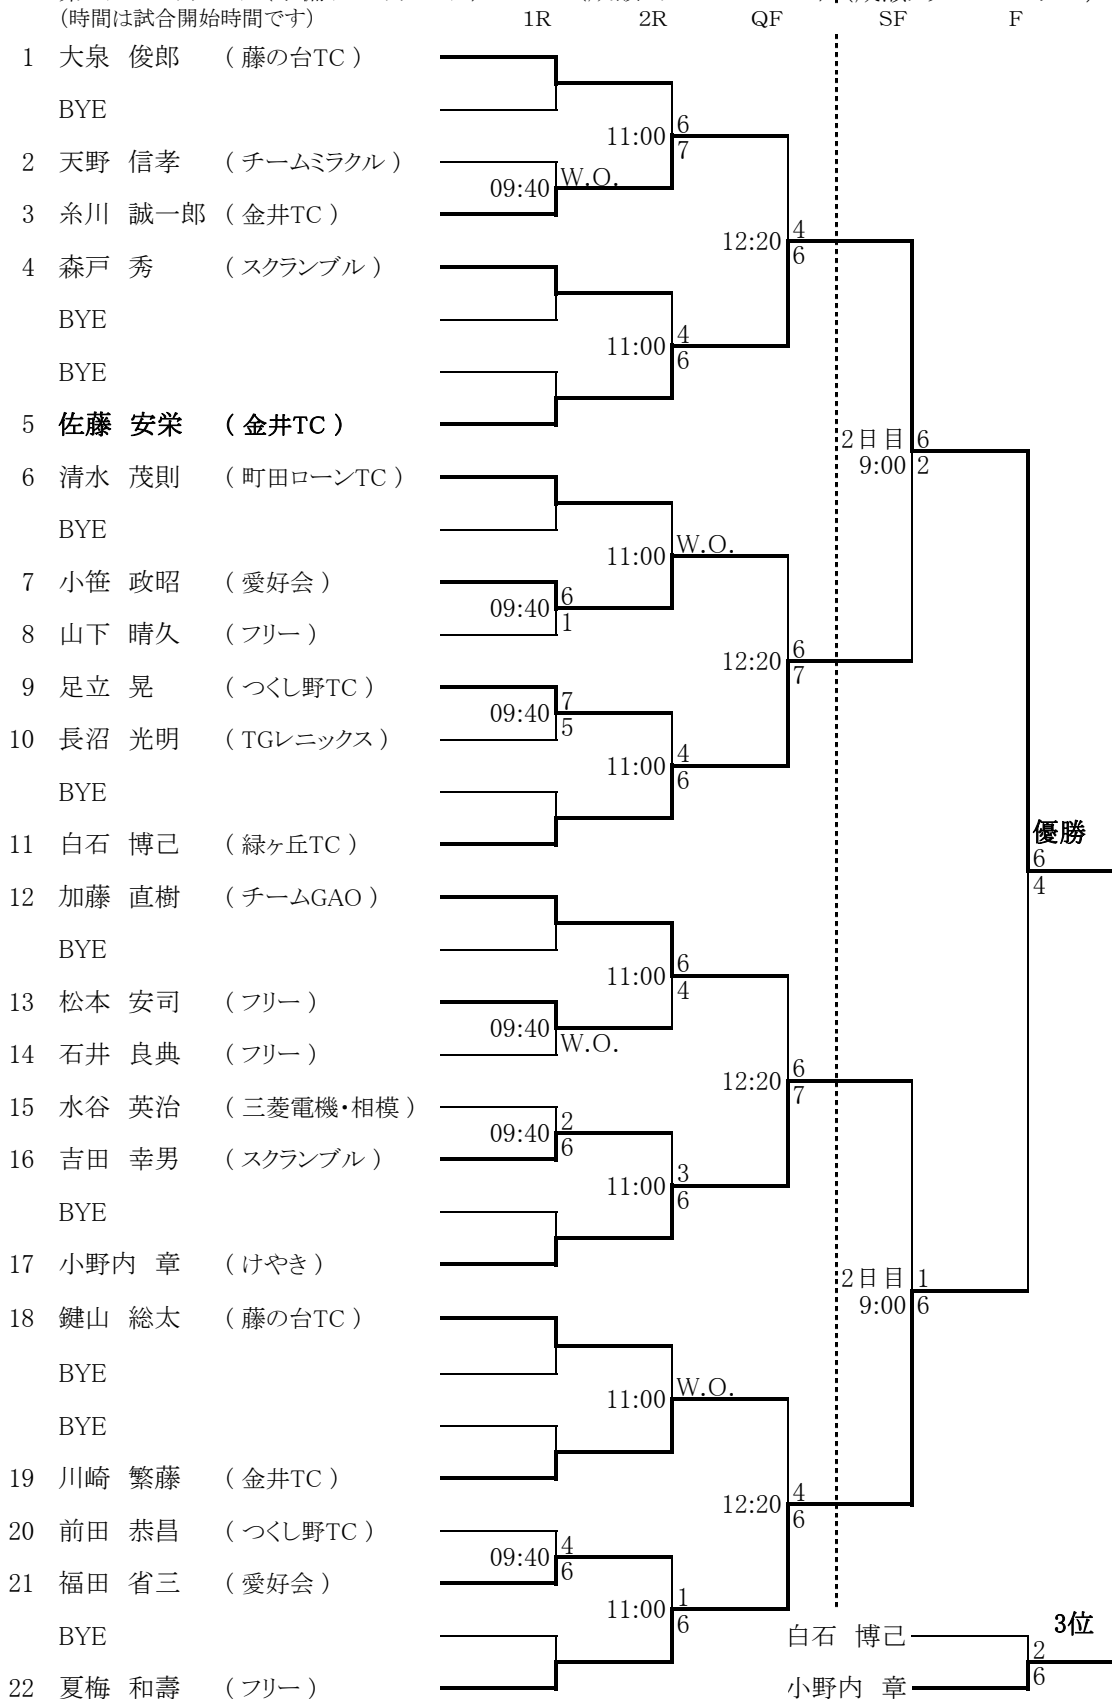 (時間は試合開始時間です) 1R 2R QF SF F
1 大泉 俊郎 ( 藤の台TC )
BYE
11:00 6
7
2 天野 信孝 ( チームミラクル )
09:40 W.O.
3 糸川 誠一郎 ( 金井TC )
12:20 4
6
4 森戸 秀 ( スクランブル )
BYE
11:00 4
6
BYE
5 佐藤 安栄 ( 金井TC )
2日目 6
9:00 2
6 清水 茂則 ( 町田ローンTC )
BYE
11:00 W.O.
7 小笹 政昭 ( 愛好会 )
09:40 6
1
8 山下 晴久 ( フリー )
12:20 6
7
9 足立 晃 ( つくし野TC )
09:40 7
5
10 長沼 光明 ( TGレニックス )
11:00 4
6
BYE
11 白石 博己 ( 緑ヶ丘TC )
優勝
6
4
12 加藤 直樹 ( チームGAO )
BYE
11:00 6
4
13 松本 安司 ( フリー )
09:40 W.O.
14 石井 良典 ( フリー )
12:20 6
7
15 水谷 英治 ( 三菱電機・相模 )
09:40 2
6
16 吉田 幸男 ( スクランブル )
11:00 3
6
BYE
17 小野内 章 ( けやき )
2日目 1
9:00 6
18 鍵山 総太 ( 藤の台TC )
BYE
11:00 W.O.
BYE
19 川崎 繁藤 ( 金井TC )
12:20 4
6
20 前田 恭昌 ( つくし野TC )
09:40 4
6
21 福田 省三 ( 愛好会 )
11:00 1
6
BYE
白石 博己
3位
2
6
22 夏梅 和壽 ( フリー )
小野内 章